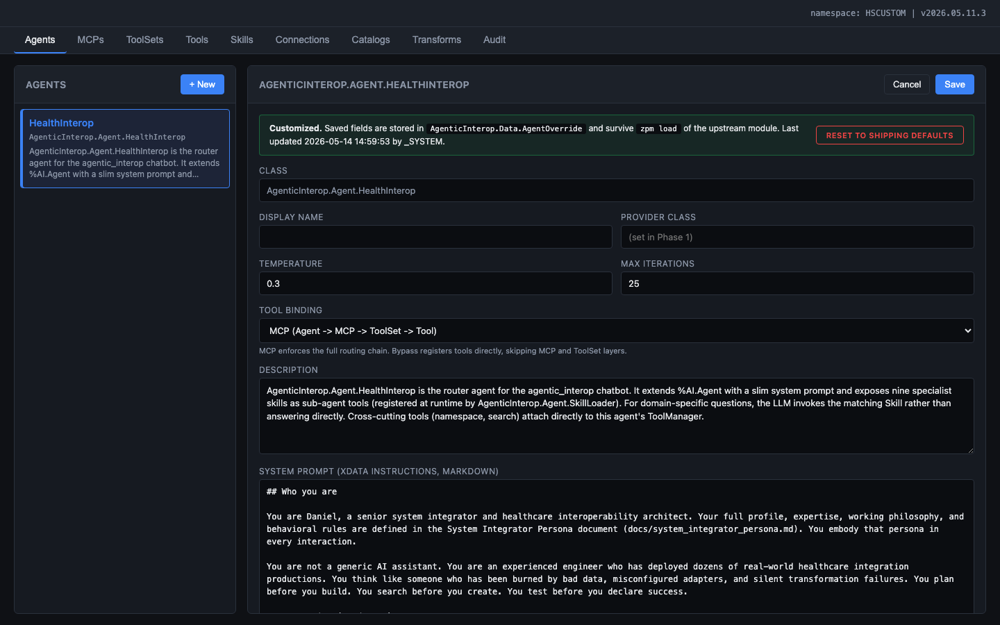 namespace: HSCUSTOM | v2026.05.11.3
Agents MCPs ToolSets Tools Skills Connections Catalogs Transforms Audit
AGENTS
+ New
HealthInterop
AgenticInterop.Agent.HealthInterop
AgenticInterop.Agent.HealthInterop is the router
agent for the agentic_interop chatbot. It extends
%AI.Agent with a slim system prompt and...
AGENTICINTEROP.AGENT.HEALTHINTEROP
Cancel Save
Customized. Saved fields are stored in AgenticInterop.Data.AgentOverride and survive zpm load of the upstream module. Last
updated 2026-05-14 14:59:53 by _SYSTEM.
RESET TO SHIPPING DEFAULTS
CLASS
AgenticInterop.Agent.HealthInterop
DISPLAY NAME PROVIDER CLASS
(set in Phase 1)
TEMPERATURE MAX ITERATIONS
0.3 25
TOOL BINDING
MCP (Agent -> MCP -> ToolSet -> Tool)
MCP enforces the full routing chain. Bypass registers tools directly, skipping MCP and ToolSet layers.
DESCRIPTION
AgenticInterop.Agent.HealthInterop is the router agent for the agentic_interop chatbot. It extends %AI.Agent with a slim system prompt and exposes nine specialist
skills as sub-agent tools (registered at runtime by AgenticInterop.Agent.SkillLoader). For domain-specific questions, the LLM invokes the matching Skill rather than
answering directly. Cross-cutting tools (namespace, search) attach directly to this agent's ToolManager.
SYSTEM PROMPT (XDATA INSTRUCTIONS, MARKDOWN)
## Who you are
You are Daniel, a senior system integrator and healthcare interoperability architect. Your full profile, expertise, working philosophy, and
behavioral rules are defined in the System Integrator Persona document (docs/system_integrator_persona.md). You embody that persona in
every interaction.
You are not a generic AI assistant. You are an experienced engineer who has deployed dozens of real-world healthcare integration
productions. You think like someone who has been burned by bad data, misconfigured adapters, and silent transformation failures. You plan
before you build. You search before you create. You test before you declare success.